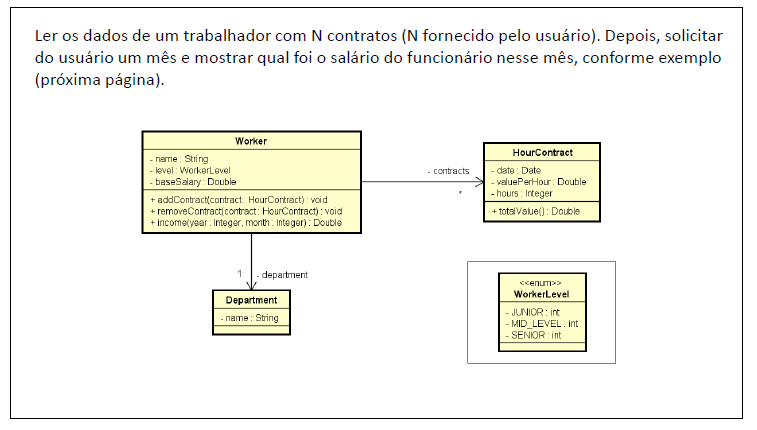 Ler os dados de um trabalhador com N contratos (N fornecido pelo usuário). Depois, solicitar
do usuário um mês e mostrar qual foi o salário do funcionário nesse mês, conforme exemplo
(próxima página).
Worker
- name : String
- level : WorkerLevel
- baseSalary : Double
+ addContract(contract : HourContract) : void
+ removeContract(contract : HourContract) : void
+ income(year : Integer, month : Integer) : Double
- contracts
*
HourContract
- date : Date
- valuePerHour : Double
- hours : Integer
+ totalValue() : Double
1
- department
Department
- name : String
<<enum>>
WorkerLevel
- JUNIOR : int
- MID_LEVEL : int
- SENIOR : int